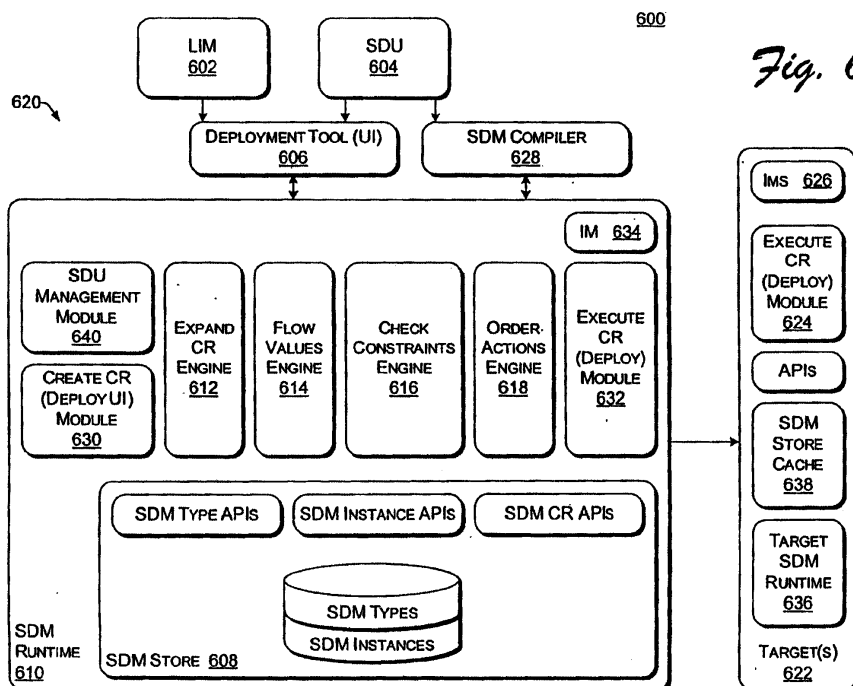 600
LIM
602
SDU
604
Fig. 6
620
DEPLOYMENT TOOL (UI)
606
SDM COMPILER
628
IM 634
SDU
MANAGEMENT
MODULE
640
CREATE CR
(DEPLOY UI)
MODULE
630
EXPAND
CR
ENGINE
612
FLOW
VALUES
ENGINE
614
CHECK
CONSTRAINTS
ENGINE
616
ORDER-
ACTIONS
ENGINE
618
EXECUTE
CR
(DEPLOY)
MODULE
632
SDM TYPE APIS
SDM INSTANCE APIS
SDM CR APIS
SDM TYPES
SDM INSTANCES
SDM STORE 608
SDM
RUNTIME
610
IMS 626
EXECUTE
CR
(DEPLOY)
MODULE
624
APIS
SDM
STORE
CACHE
638
TARGET
SDM
RUNTIME
636
TARGET(S)
622